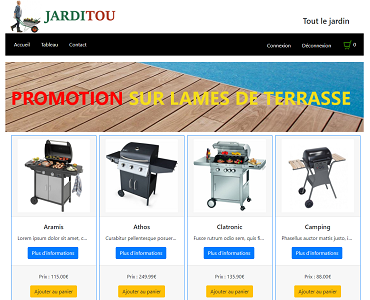 JARDITOU
Tout le jardin
Accueil Tableau Contact Connexion Déconnexion 0
PROMOTION SUR LAMES DE TERRASSE
Aramis Athos Clatronic Camping
Lorem ipsum dolor sit amet, c... Curabitur pellentesque posuer... Fusce rutrum odio sem, quis fi... Phasellus auctor mattis justo, i...
Plus d'informations Plus d'informations Plus d'informations Plus d'informations
Prix : 115.00€ Prix : 249.99€ Prix : 135.90€ Prix : 88.00€
Ajouter au panier Ajouter au panier Ajouter au panier Ajouter au panier